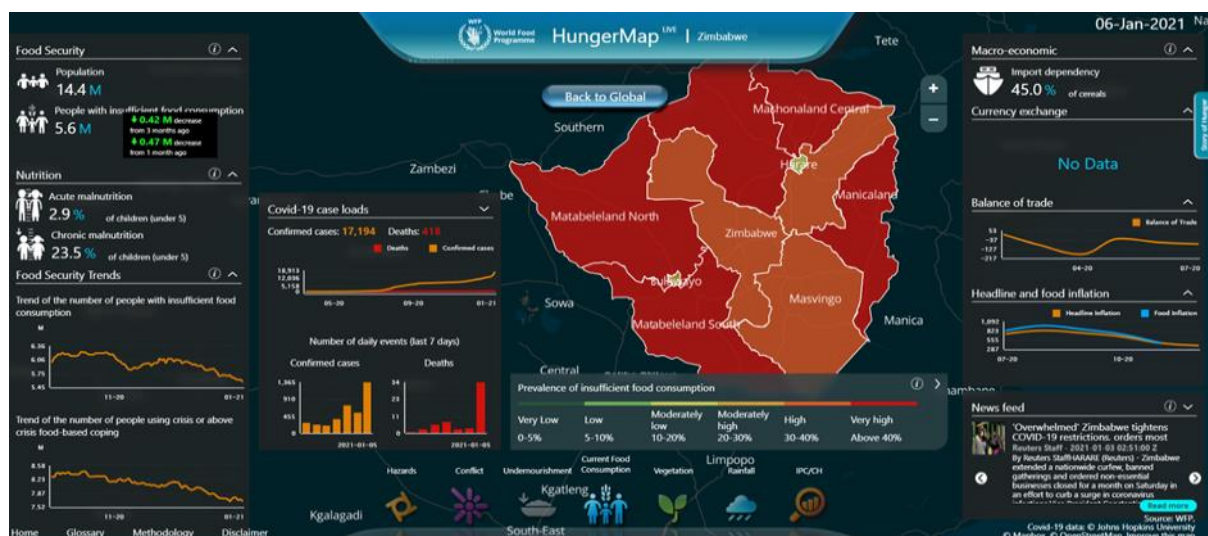 06-Jan-2021
WFP
World Food
Programme
HungerMap LIVE | Zimbabwe
Back to Global
+
−
Food Security
Population
14.4 M
People with insufficient food consumption
5.6 M
0.42 M decrease
from 3 months ago
0.47 M decrease
from 1 month ago
Nutrition
Acute malnutrition
2.9 % of children (under 5)
Chronic malnutrition
23.5 % of children (under 5)
Food Security Trends
Trend of the number of people with insufficient food
consumption
M
6.36
6.06
5.75
5.45
11-20 01-21
Trend of the number of people using crisis or above
crisis food-based coping
M
8.58
8.23
7.87
7.52
11-20 01-21
Home Glossary Methodology Disclaimer
Covid-19 case loads
Confirmed cases: 17,194 Deaths: 418
Deaths Confirmed cases
12,036
5,158
0
05-20 09-20 01-21
Number of daily events (last 7 days)
Confirmed cases Deaths
1,365
910
455
0
2021-01-05
34
23
11
0
2021-01-05
Tete
Southern
Zambezi
Sowa
Central
Manica
Limpopo
Kgatleng
Kgalagadi
South-East
Mashonaland Central
Harare
Manicaland
Matabeleland North
Zimbabwe
Bulawayo
Masvingo
Matabeleland South
Prevalence of insufficient food consumption
Very Low Low Moderately low Moderately high High Very high
0-5% 5-10% 10-20% 20-30% 30-40% Above 40%
Hazards Conflict Undernourishment Current Food Consumption Vegetation Rainfall IPC/CH
Macro-economic
Import dependency
45.0 % of cereals
Currency exchange
No Data
Story of Hunger
Balance of trade
Balance of Trade
53
-37
-127
-217
04-20 07-20
Headline and food inflation
Headline Inflation Food Inflation
1,092
823
555
287
07-20 10-20
News feed
'Overwhelmed' Zimbabwe tightens
COVID-19 restrictions, orders most
Reuters Staff - 2021-01-03 02:51:00 Z
By Reuters StaffHARARE (Reuters) - Zimbabwe
extended a nationwide curfew, banned
gatherings and ordered non-essential
businesses closed for a month on Saturday in
an effort to curb a surge in coronavirus
Read more
Source: WFP.
Covid-19 data: © Johns Hopkins University
© Mapbox, © OpenStreetMap, Improve this map